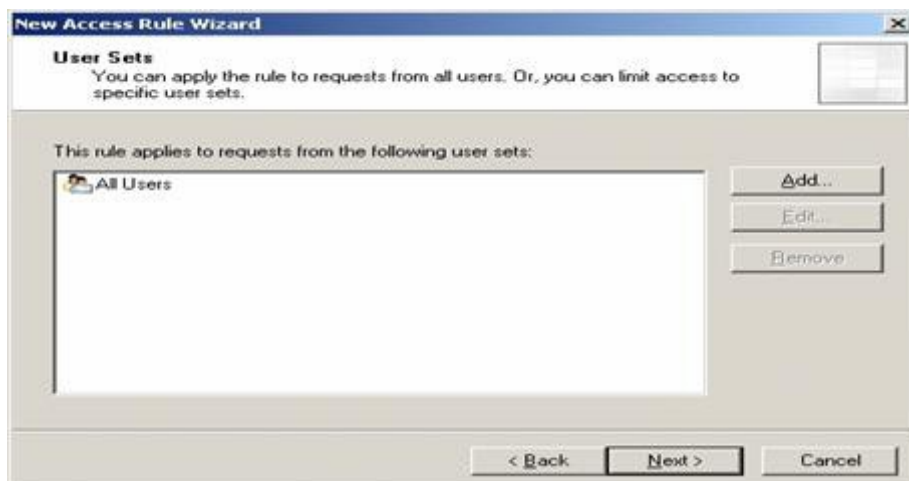 New Access Rule Wizard
User Sets
You can apply the rule to requests from all users. Or, you can limit access to
specific user sets.
This rule applies to requests from the following user sets:
All Users
Add...
Edit...
Remove
< Back
Next >
Cancel